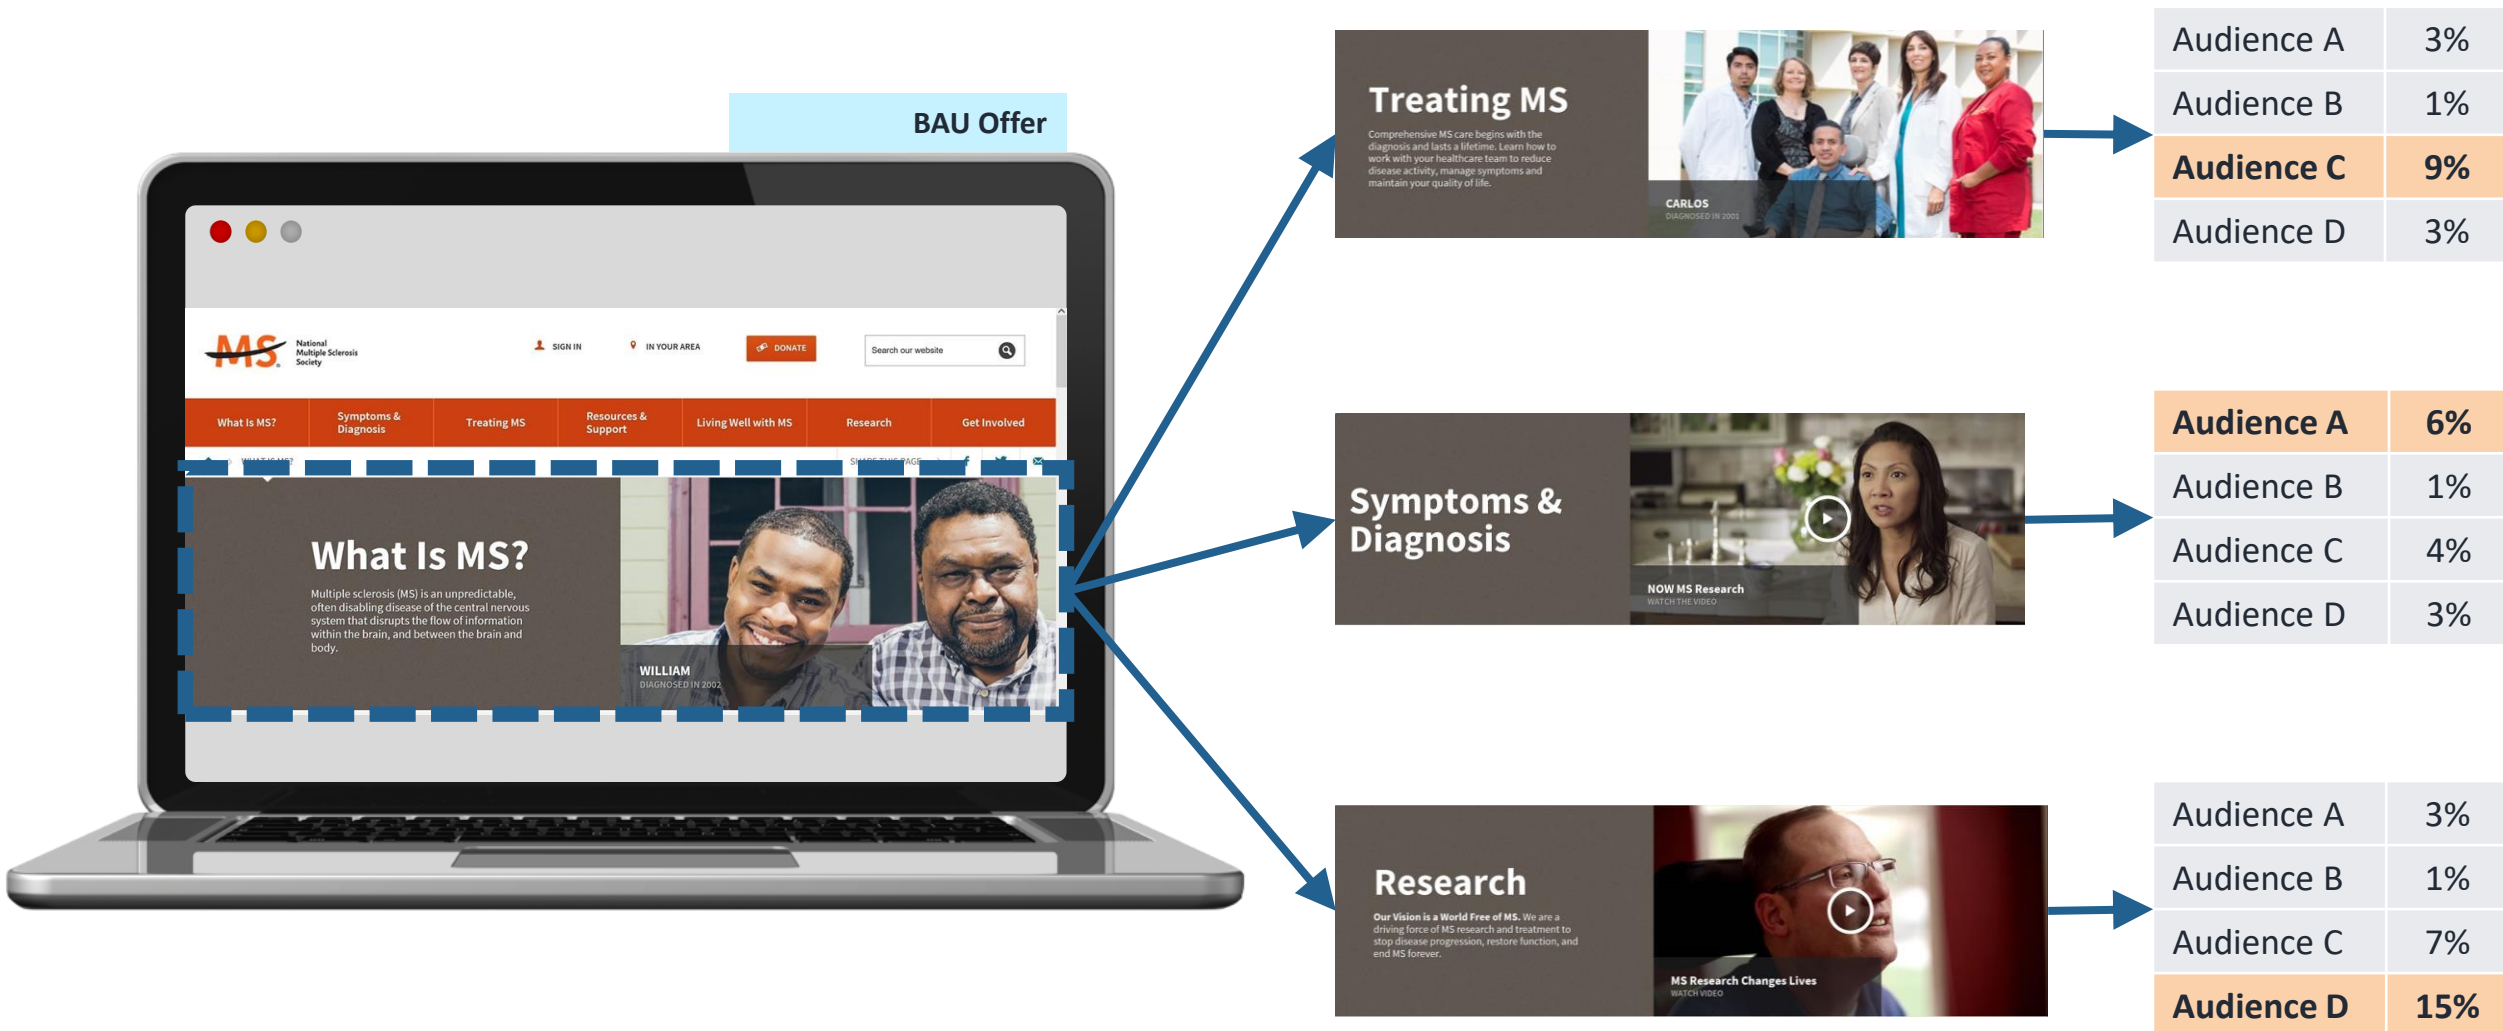 BAU Offer
MS
National
Multiple Sclerosis
Society
SIGN IN
IN YOUR AREA
DONATE
Search our website
What Is MS?
Symptoms &
Diagnosis
Treating MS
Resources &
Support
Living Well with MS
Research
Get Involved
WHAT IS MS?
SHARE THIS PAGE
What Is MS?
Multiple sclerosis (MS) is an unpredictable,
often disabling disease of the central nervous
system that disrupts the flow of information
within the brain, and between the brain and
body.
WILLIAM
DIAGNOSED IN 2002
Treating MS
Comprehensive MS care begins with the
diagnosis and lasts a lifetime. Learn how to
work with your healthcare team to reduce
disease activity, manage symptoms and
maintain your quality of life.
CARLOS
DIAGNOSED IN 2001
Audience A 3%
Audience B 1%
Audience C 9%
Audience D 3%
Symptoms &
Diagnosis
NOW MS Research
WATCH THE VIDEO
Audience A 6%
Audience B 1%
Audience C 4%
Audience D 3%
Research
Our Vision is a World Free of MS. We are a
driving force of MS research and treatment to
stop disease progression, restore function, and
end MS forever.
MS Research Changes Lives
WATCH VIDEO
Audience A 3%
Audience B 1%
Audience C 7%
Audience D 15%